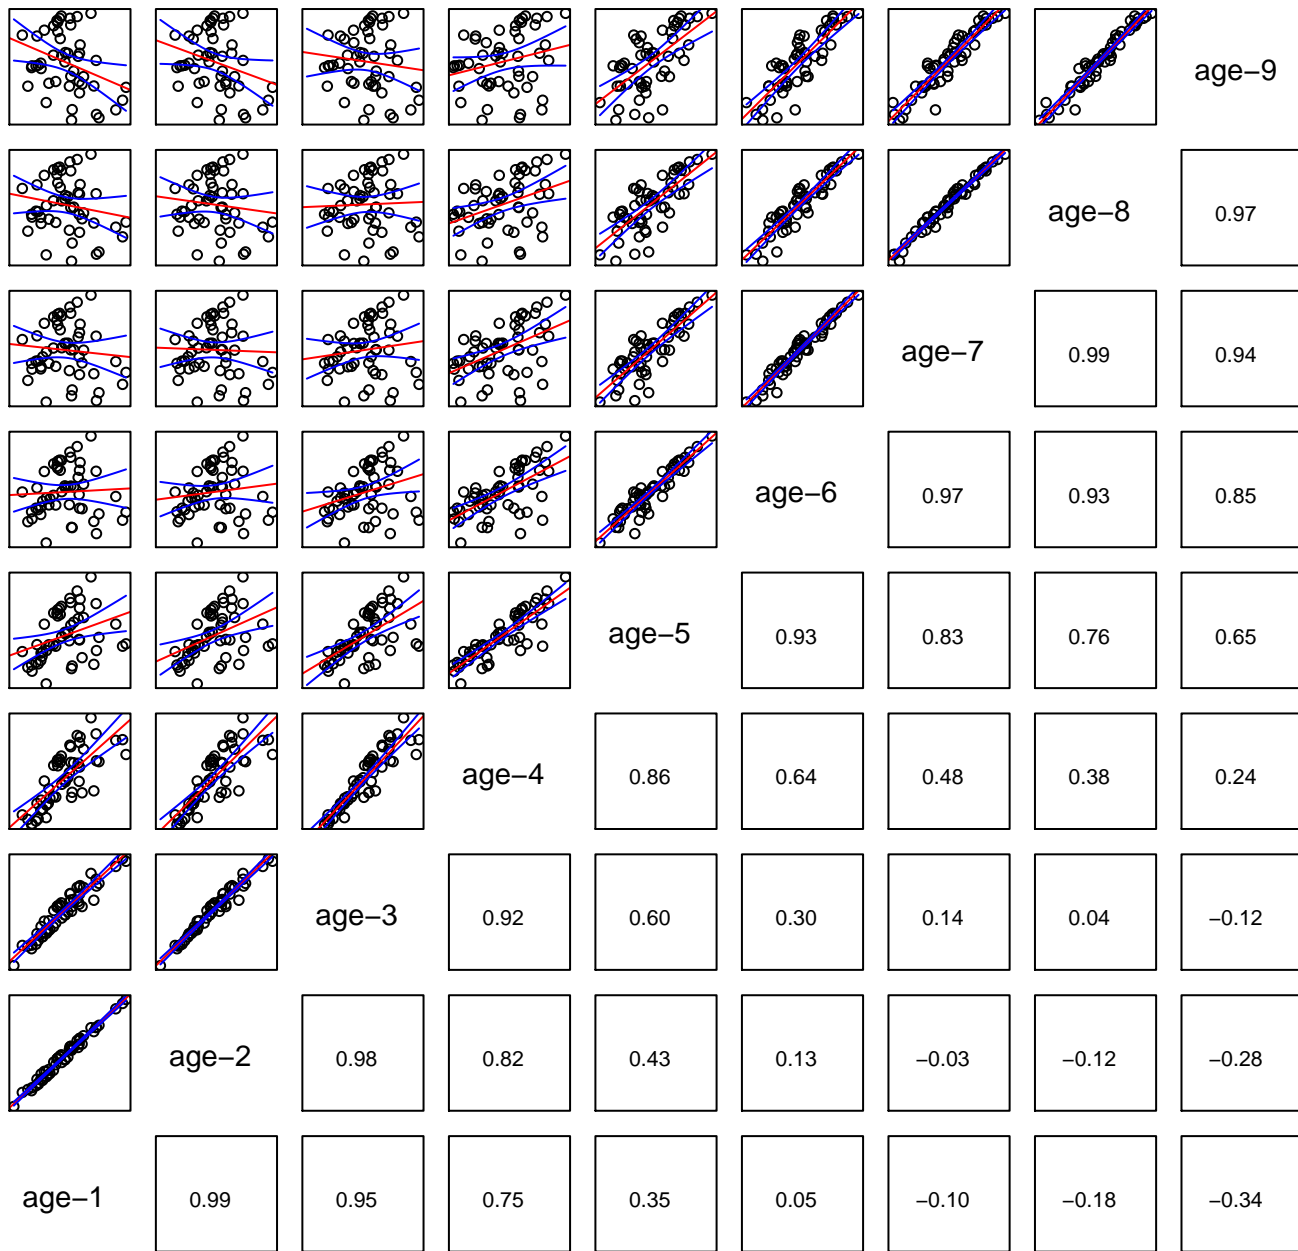 age−9
age−8 0.97
age−7 0.99 0.94
age−6 0.97 0.93 0.85
age−5 0.93 0.83 0.76 0.65
age−4 0.86 0.64 0.48 0.38 0.24
age−3 0.92 0.60 0.30 0.14 0.04 −0.12
age−2 0.98 0.82 0.43 0.13 −0.03 −0.12 −0.28
age−1 0.99 0.95 0.75 0.35 0.05 −0.10 −0.18 −0.34